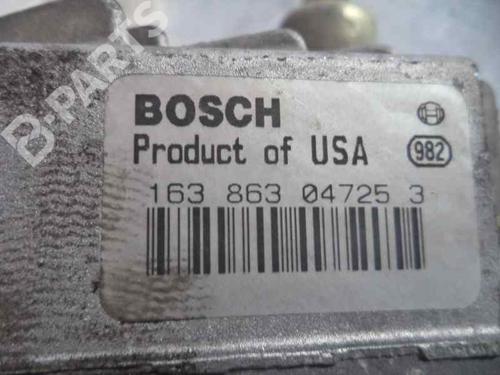 B-PARTS
BOSCH
Product of USA 982
163 863 04725 3